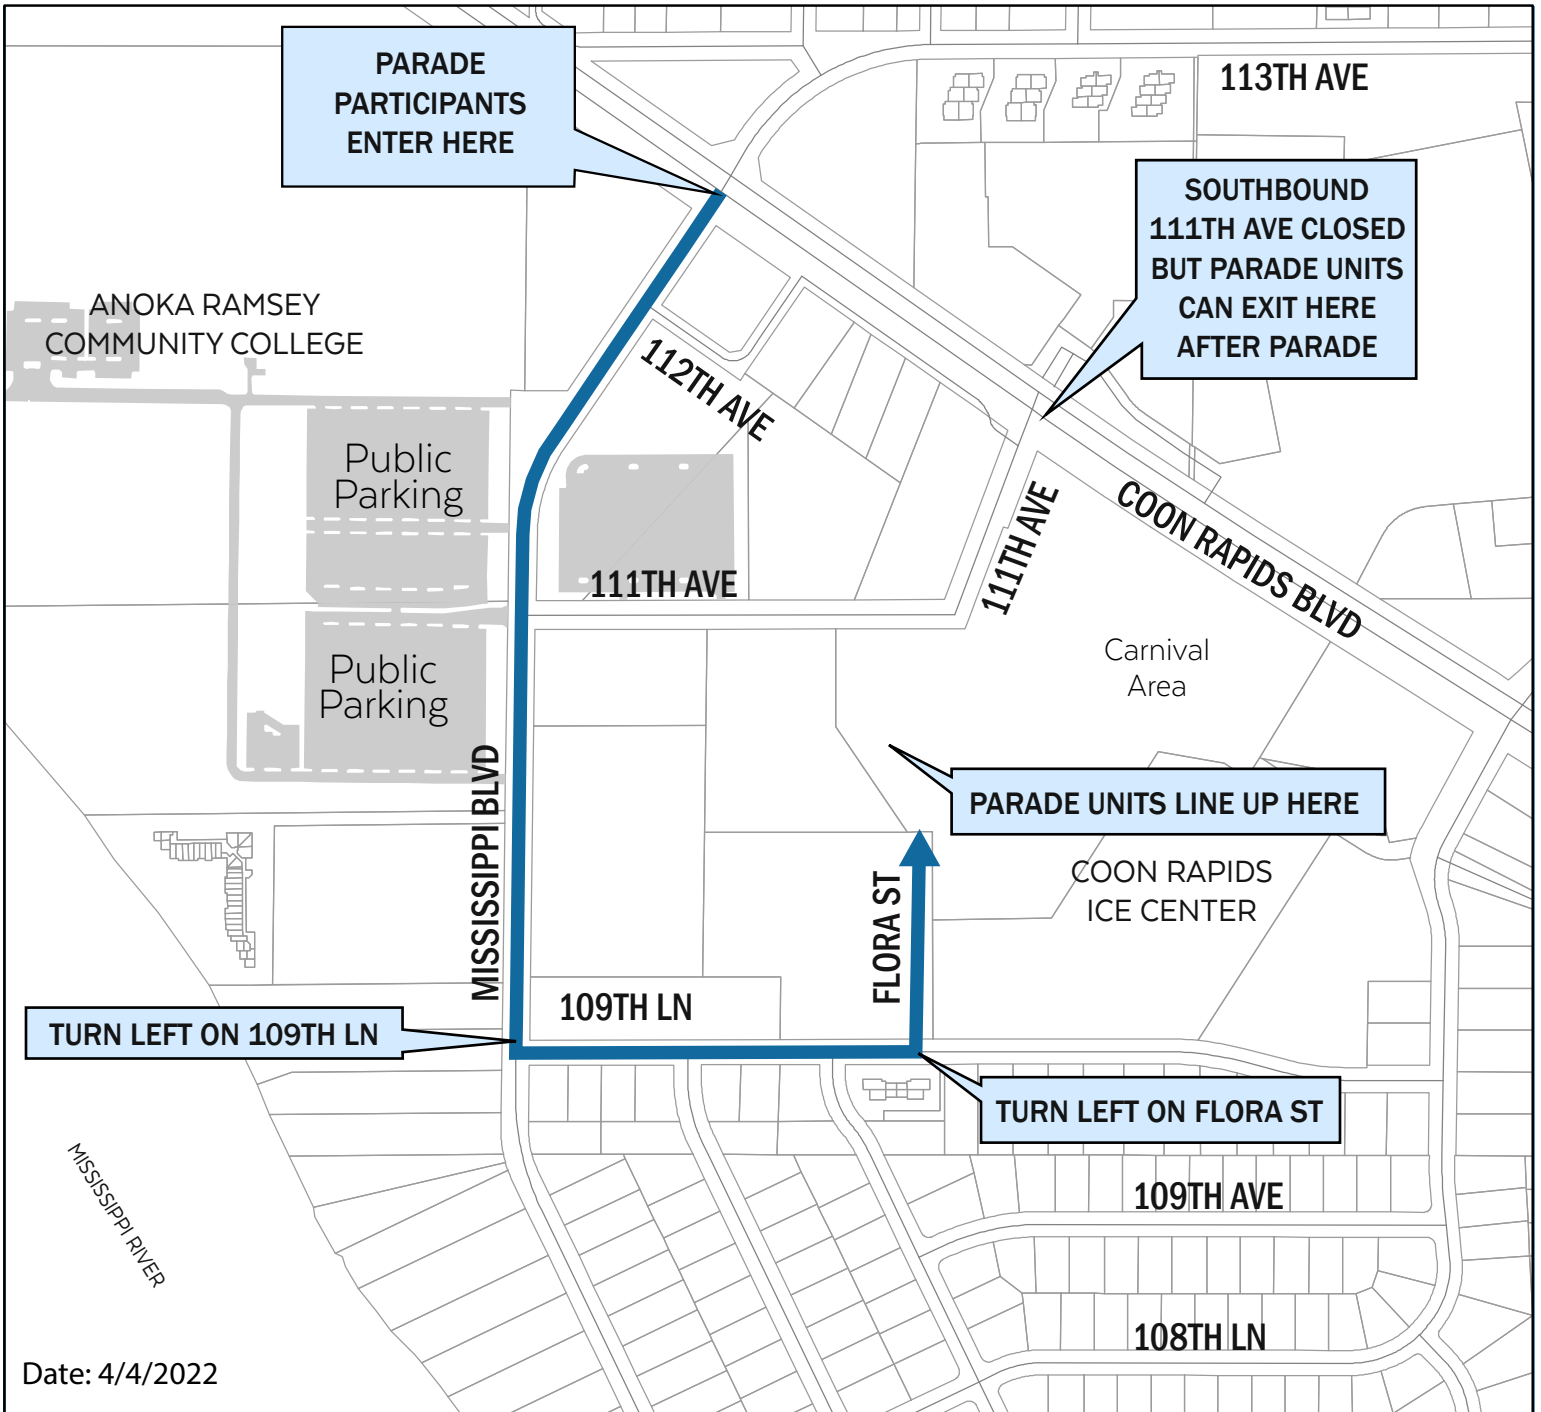 PARADE
PARTICIPANTS
ENTER HERE
113TH AVE
SOUTHBOUND
111TH AVE CLOSED
BUT PARADE UNITS
CAN EXIT HERE
AFTER PARADE
ANOKA RAMSEY
COMMUNITY COLLEGE
112TH AVE
Public
Parking
111TH AVE
111TH AVE
COON RAPIDS BLVD
Public
Parking
Carnival
Area
MISSISSIPPI BLVD
PARADE UNITS LINE UP HERE
FLORA ST
COON RAPIDS
ICE CENTER
109TH LN
TURN LEFT ON 109TH LN
TURN LEFT ON FLORA ST
MISSISSIPPI RIVER
109TH AVE
108TH LN
Date: 4/4/2022